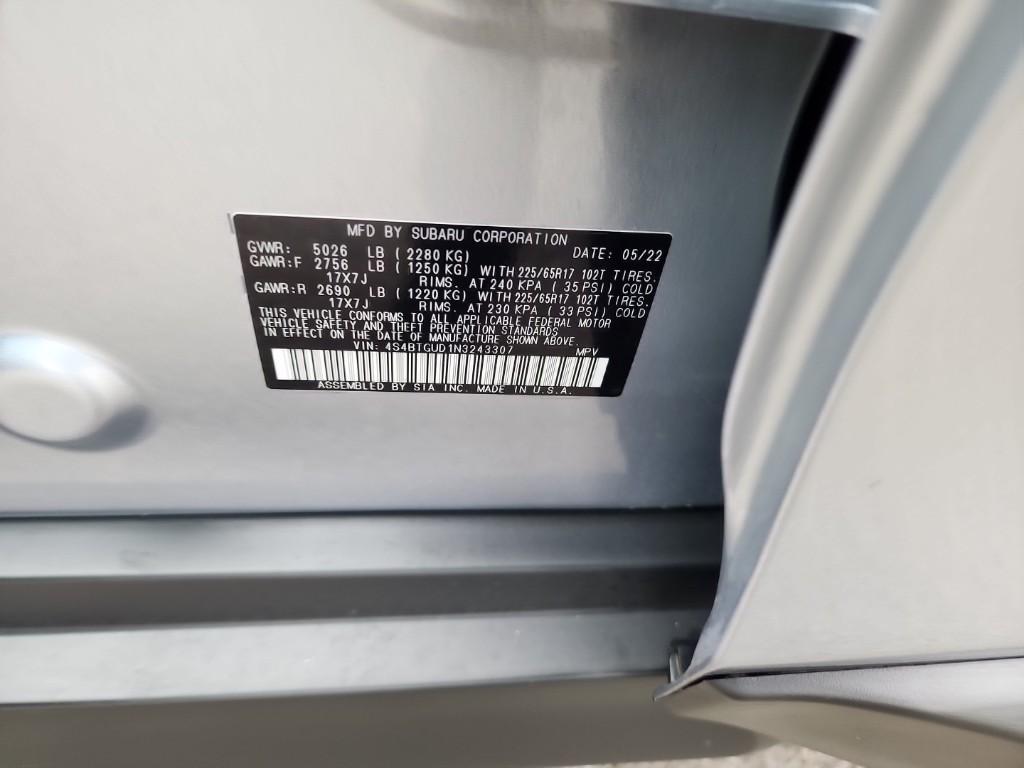 MFD BY SUBARU CORPORATION
GVWR: 5026 LB (2280 KG) DATE: 05/22
GAWR:F 2756 LB (1250 KG) WITH 225/65R17 102T TIRES.
17X7J RIMS. AT 240 KPA (35 PSI) COLD
GAWR:R 2690 LB (1220 KG) WITH 225/65R17 102T TIRES.
17X7J RIMS. AT 230 KPA (33 PSI) COLD
THIS VEHICLE CONFORMS TO ALL APPLICABLE FEDERAL MOTOR
VEHICLE SAFETY AND THEFT PREVENTION STANDARDS
IN EFFECT ON THE DATE OF MANUFACTURE SHOWN ABOVE.
VIN: 4S4BTGUD1N3243307 MPV
ASSEMBLED BY SIA INC. MADE IN U.S.A.